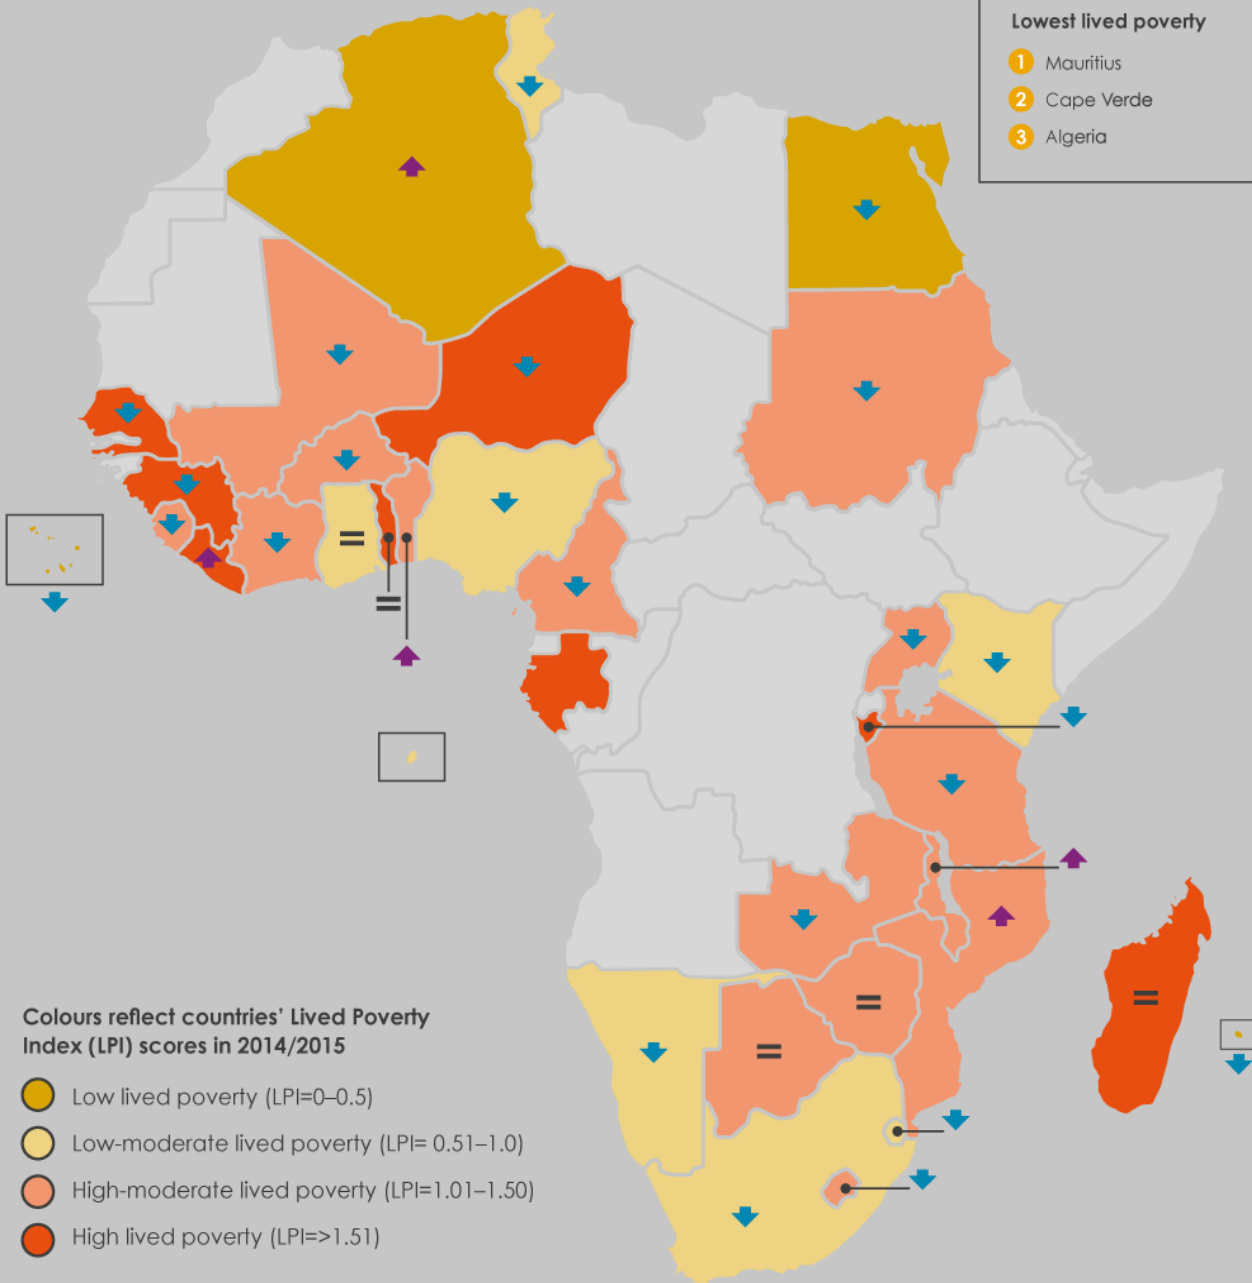 Lowest lived poverty
1 Mauritius
2 Cape Verde
3 Algeria
=
=
=
=
=
Colours reflect countries’ Lived Poverty
Index (LPI) scores in 2014/2015
Low lived poverty (LPI=0–0.5)
Low-moderate lived poverty (LPI= 0.51–1.0)
High-moderate lived poverty (LPI=1.01–1.50)
High lived poverty (LPI=>1.51)